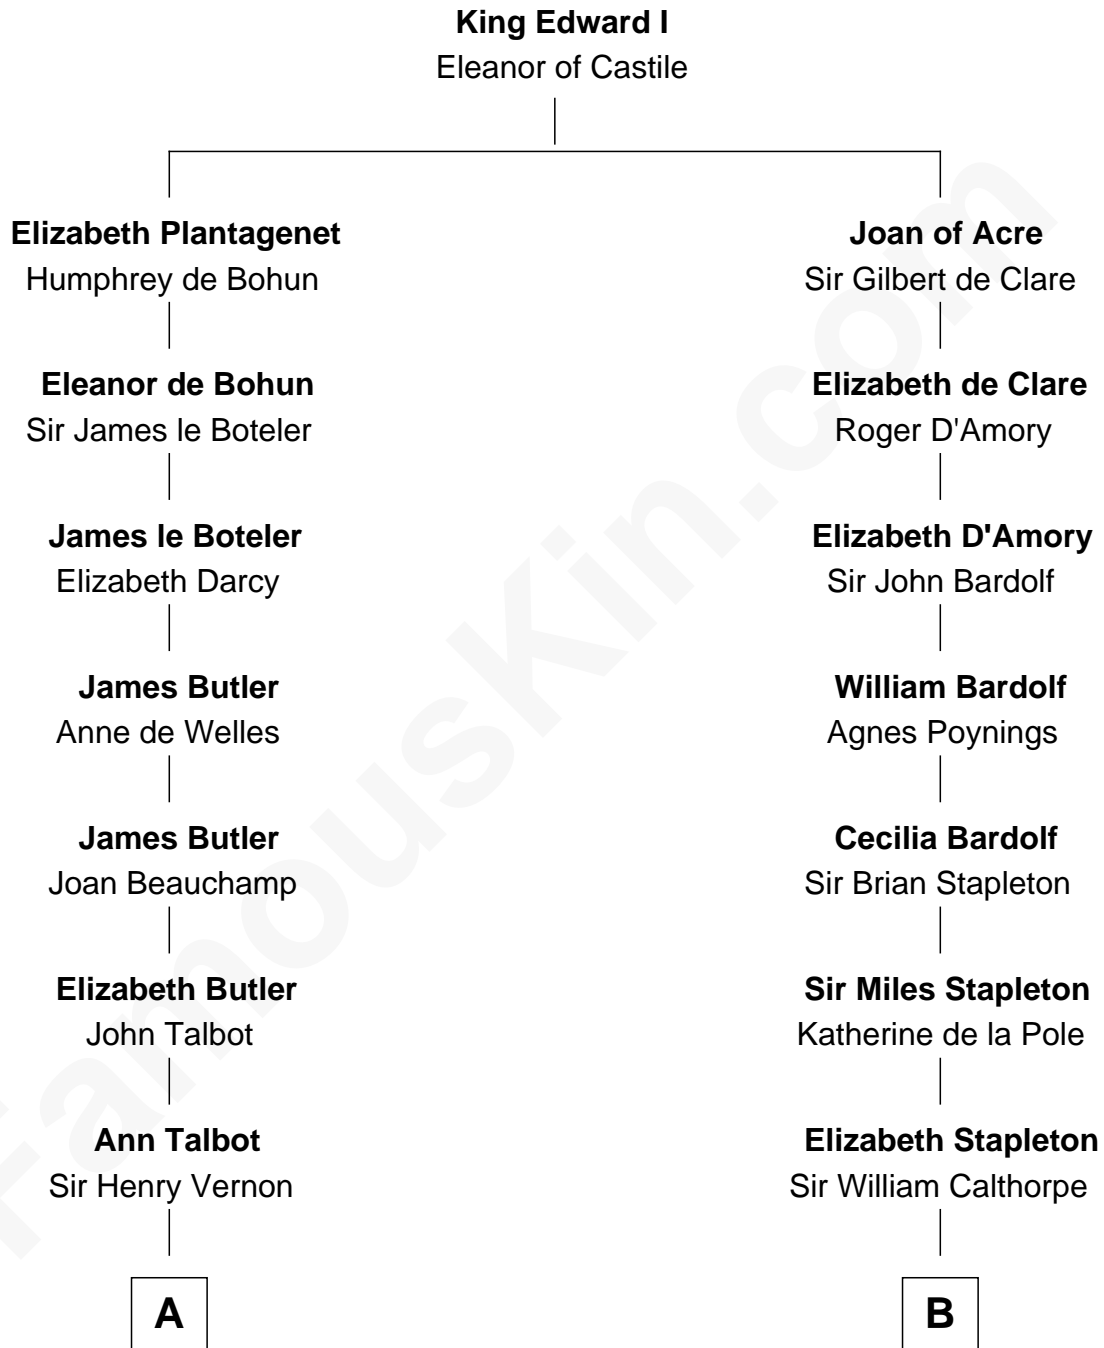 King Edward I
Eleanor of Castile
Elizabeth Plantagenet
Humphrey de Bohun
Joan of Acre
Sir Gilbert de Clare
Eleanor de Bohun
Sir James le Boteler
Elizabeth de Clare
Roger D'Amory
James le Boteler
Elizabeth Darcy
Elizabeth D'Amory
Sir John Bardolf
James Butler
Anne de Welles
William Bardolf
Agnes Poynings
James Butler
Joan Beauchamp
Cecilia Bardolf
Sir Brian Stapleton
Elizabeth Butler
John Talbot
Sir Miles Stapleton
Katherine de la Pole
Ann Talbot
Sir Henry Vernon
Elizabeth Stapleton
Sir William Calthorpe
A
B
FamousKin.com